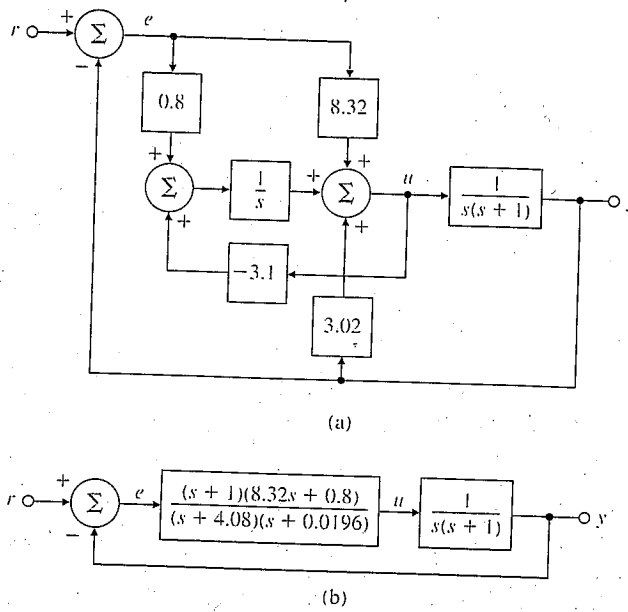 r + Σ e
−
0.8
8.32
+ +
Σ 1/s + Σ u 1/(s(s + 1))
+ +
−3.1
3.02
(a)
r + Σ e (s + 1)(8.32s + 0.8)/((s + 4.08)(s + 0.0196)) u 1/(s(s + 1)) y
−
(b)